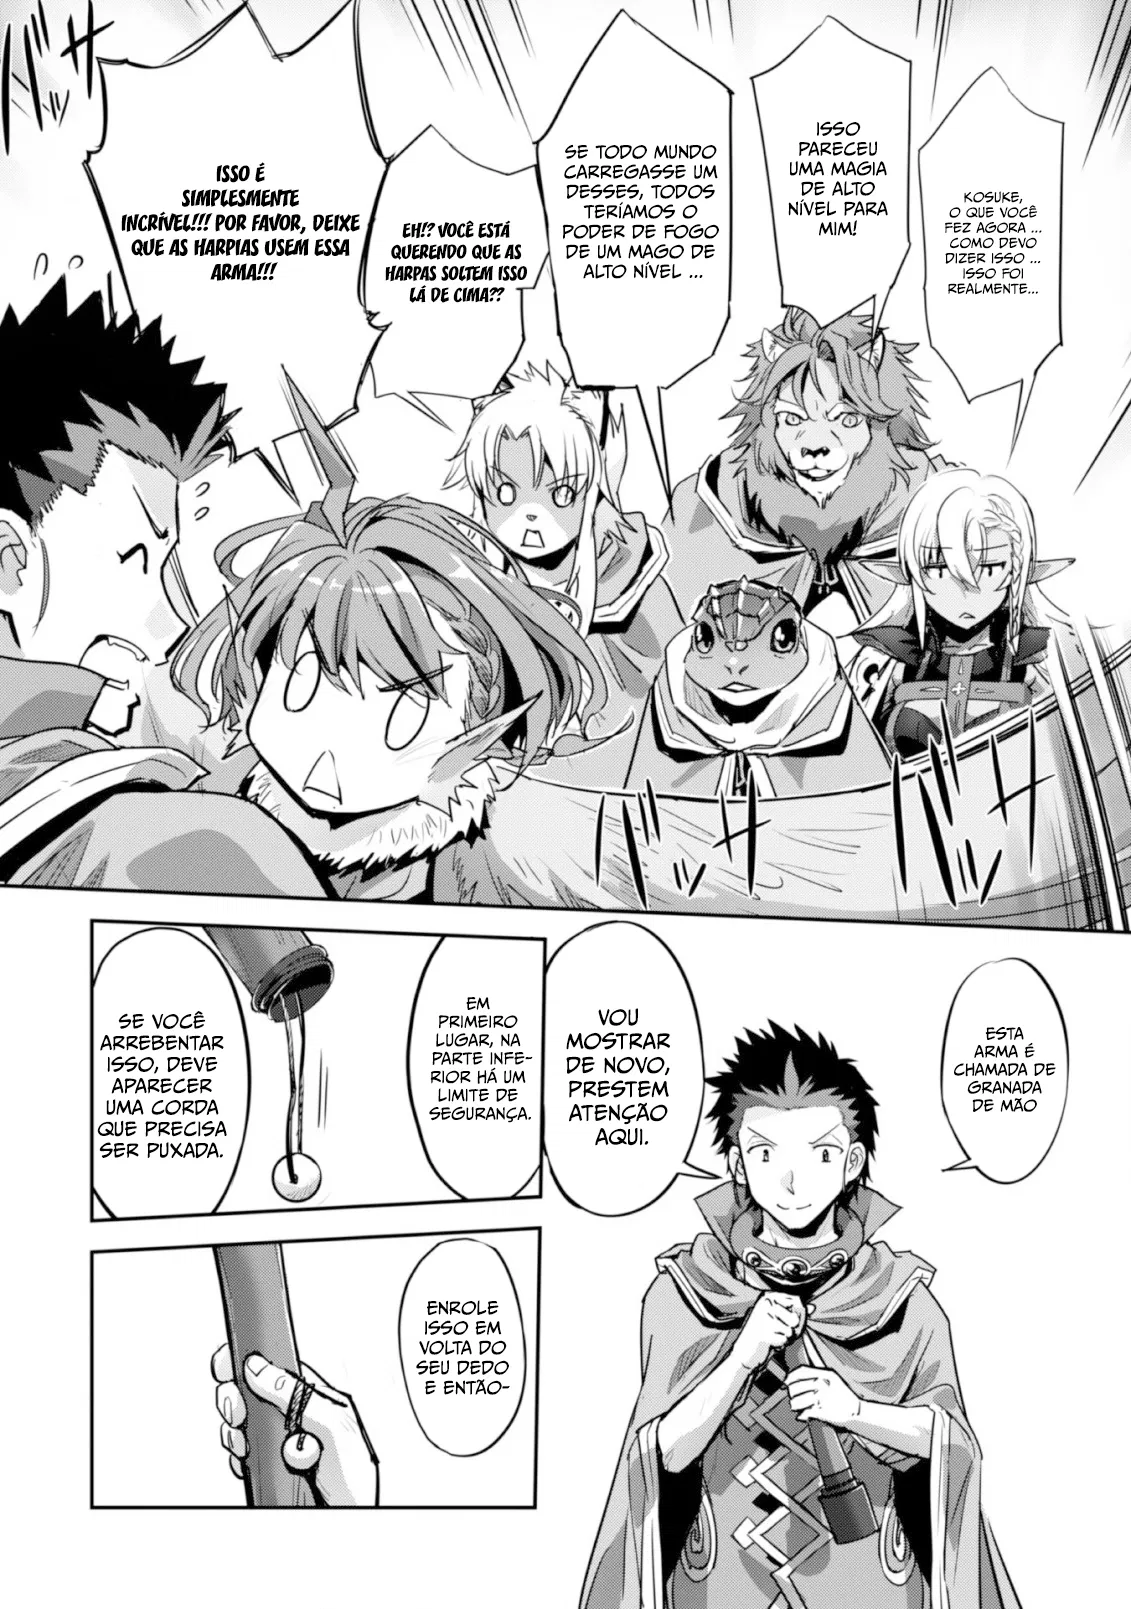 KOSUKE,
O QUE VOCÊ
FEZ AGORA ...
COMO DEVO
DIZER ISSO ...
ISSO FOI
REALMENTE...
ISSO
PARECEU
UMA MAGIA
DE ALTO
NÍVEL PARA
MIM!
SE TODO MUNDO
CARREGASSE UM
DESSES, TODOS
TERÍAMOS O
PODER DE FOGO
DE UM MAGO DE
ALTO NÍVEL ...
EH!? VOCÊ ESTÁ
QUERENDO QUE AS
HARPAS SOLTEM ISSO
LÁ DE CIMA??
ISSO É
SIMPLESMENTE
INCRÍVEL!!! POR FAVOR, DEIXE
QUE AS HARPIAS USEM ESSA
ARMA!!!
ESTA
ARMA É
CHAMADA DE
GRANADA
DE MÃO
VOU
MOSTRAR
DE NOVO,
PRESTEM
ATENÇÃO
AQUI.
EM
PRIMEIRO
LUGAR, NA
PARTE INFE-
RIOR HÁ UM
LIMITE DE
SEGURANÇA.
SE VOCÊ
ARREBENTAR
ISSO, DEVE
APARECER
UMA CORDA
QUE PRECISA
SER PUXADA.
ENROLE
ISSO EM
VOLTA DO
SEU DEDO
E ENTÃO-